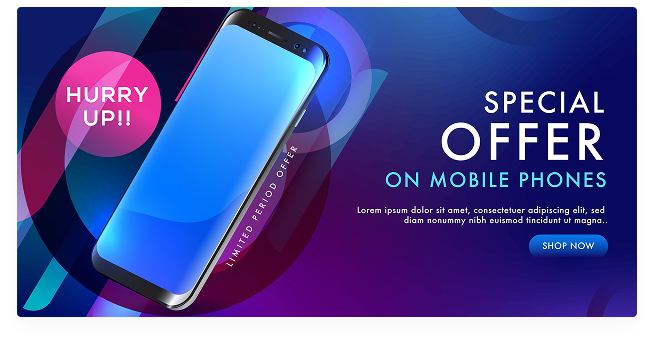 HURRY
UP!!
LIMITED PERIOD OFFER
SPECIAL
OFFER
ON MOBILE PHONES
Lorem ipsum dolor sit amet, consectetuer adipiscing elit, sed
diam nonummy nibh euismod tincidunt ut magna..
SHOP NOW